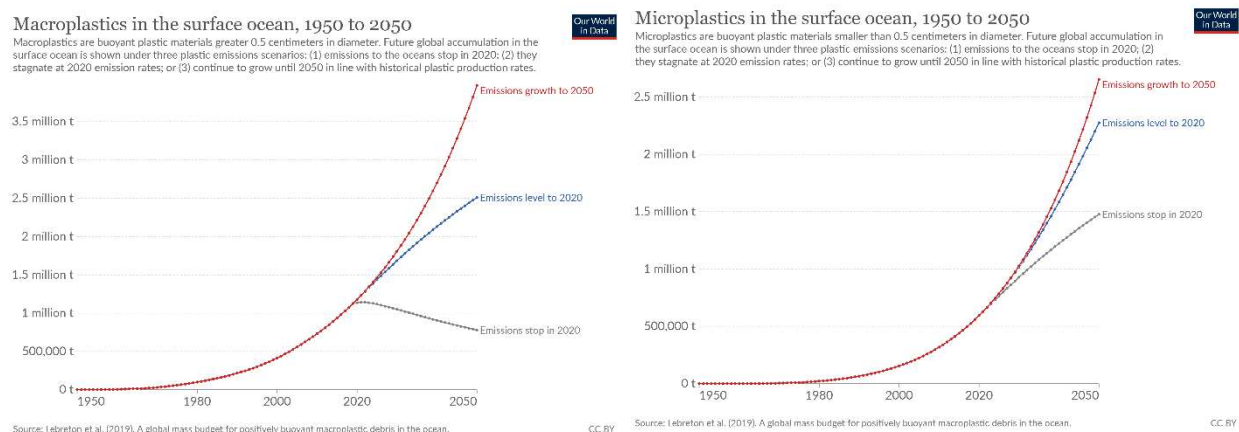 Macroplastics in the surface ocean, 1950 to 2050
Our World
in Data
Macroplastics are buoyant plastic materials greater 0.5 centimeters in diameter. Future global accumulation in the
surface ocean is shown under three plastic emissions scenarios: (1) emissions to the oceans stop in 2020; (2) they
stagnate at 2020 emission rates; or (3) continue to grow until 2050 in line with historical plastic production rates.
Emissions growth to 2050
3.5 million t
3 million t
2.5 million t
Emissions level to 2020
2 million t
1.5 million t
1 million t
Emissions stop in 2020
500,000 t
0 t
1950
1980
2000
2020
2050
Source: Lebreton et al. (2019). A global mass budget for positively buoyant macroplastic debris in the ocean.
CC BY
Microplastics in the surface ocean, 1950 to 2050
Our World
in Data
Microplastics are buoyant plastic materials smaller than 0.5 centimeters in diameter. Future global accumulation in
the surface ocean is shown under three plastic emissions scenarios: (1) emissions to the oceans stop in 2020; (2)
they stagnate at 2020 emission rates; or (3) continue to grow until 2050 in line with historical plastic production rates.
Emissions growth to 2050
2.5 million t
Emissions level to 2020
2 million t
1.5 million t
Emissions stop in 2020
1 million t
500,000 t
0 t
1950
1980
2000
2020
2050
Source: Lebreton et al. (2019). A global mass budget for positively buoyant macroplastic debris in the ocean.
CC BY